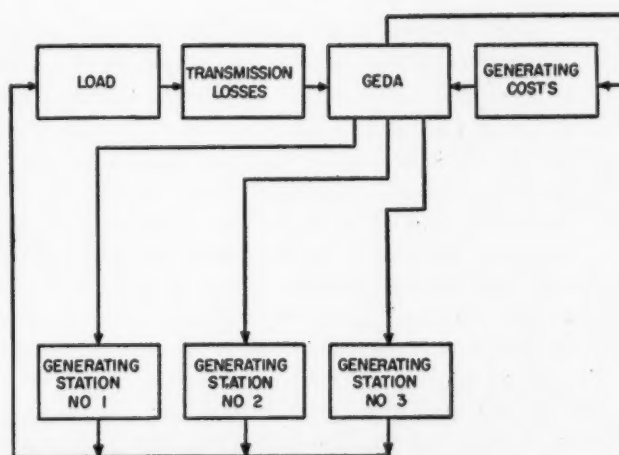 LOAD
TRANSMISSION
LOSSES
GEDA
GENERATING
COSTS
GENERATING
STATION
NO 1
GENERATING
STATION
NO 2
GENERATING
STATION
NO 3